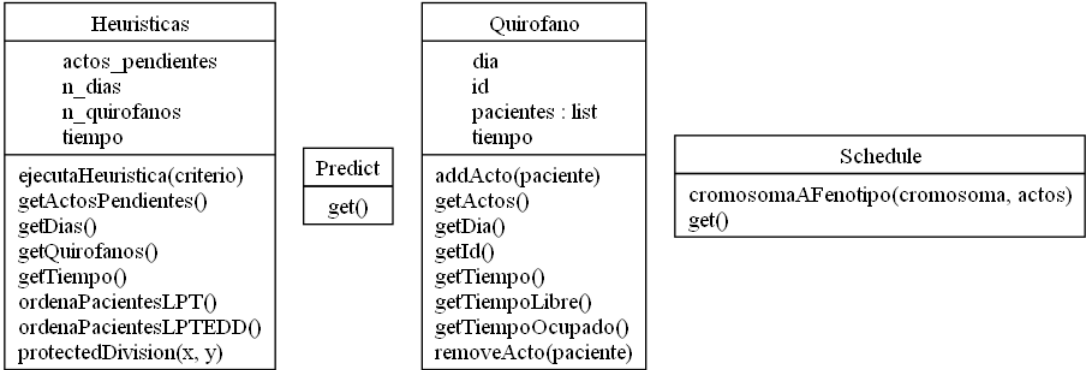 Heuristicas
actos_pendientes
n_dias
n_quirofanos
tiempo
ejecutaHeuristica(criterio)
getActosPendientes()
getDias()
getQuirofanos()
getTiempo()
ordenaPacientesLPT()
ordenaPacientesLPTEDD()
protectedDivision(x, y)
Predict
get()
Quirofano
dia
id
pacientes : list
tiempo
addActo(paciente)
getActos()
getDia()
getId()
getTiempo()
getTiempoLibre()
getTiempoOcupado()
removeActo(paciente)
Schedule
cromosomaAFenotipo(cromosoma, actos)
get()